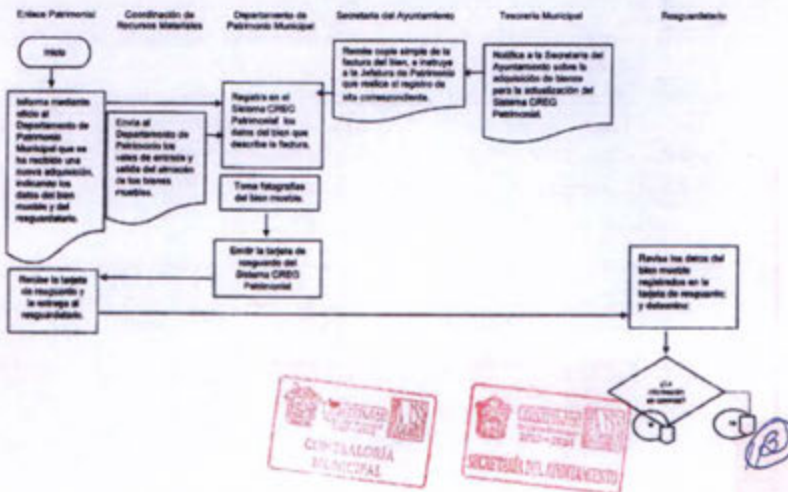 Enlace Patrimonial
Coordinación de
Recursos Materiales
Departamento de
Patrimonio Municipal
Secretaria del Ayuntamiento
Tesorería Municipal
Resguardatario
Inicio
Informa mediante
oficio al
Departamento de
Patrimonio
Municipal que se
ha recibido una
nueva adquisición,
indicando los
datos del bien
mueble y del
resguardatario.
Envía al
Departamento de
Patrimonio los
vales de entrada y
salida del almacén
de los bienes
muebles.
Registra en el
Sistema CREG
Patrimonial los
datos del bien que
describe la factura.
Remite copia simple de la
factura del bien, e instruye
a la Jefatura de Patrimonio
que realice el registro de
alta correspondiente.
Notifica a la Secretaria del
Ayuntamiento sobre la
adquisición de bienes
para la actualización del
Sistema CREG
Patrimonial.
Toma fotografías
del bien mueble.
Emitir la tarjeta de
resguardo del
Sistema CREG
Patrimonial
Recibe la tarjeta
de resguardo y
la entrega al
resguardatario.
Revisa los datos del
bien mueble
registrados en la
tarjeta de resguardo;
y determina:
CONTRALORÍA
MUNICIPAL
SECRETARÍA DEL AYUNTAMIENTO